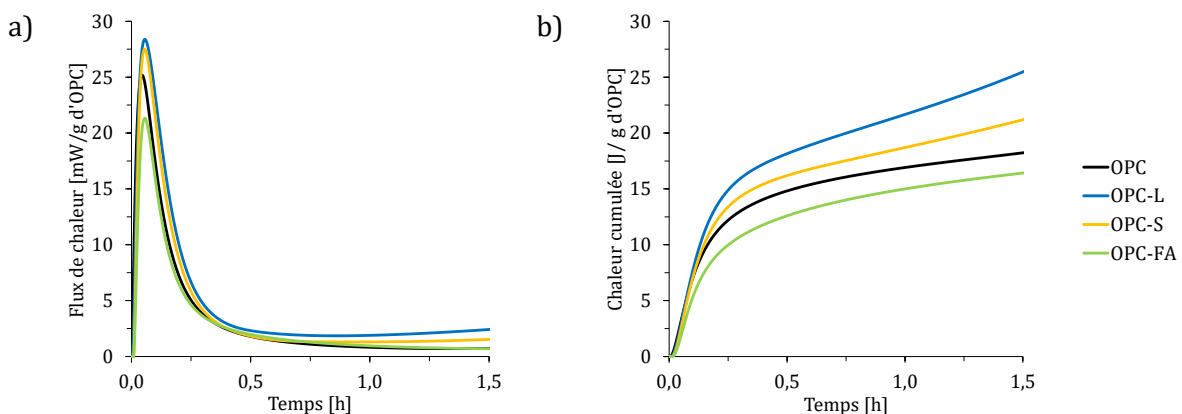 a)
Flux de chaleur [mW/g d'OPC]
30
25
20
15
10
5
0
0,0
0,5
1,0
1,5
Temps [h]
b)
Chaleur cumulée [J/ g d'OPC]
30
25
20
15
10
5
0
0,0
0,5
1,0
1,5
Temps [h]
OPC
OPC-L
OPC-S
OPC-FA